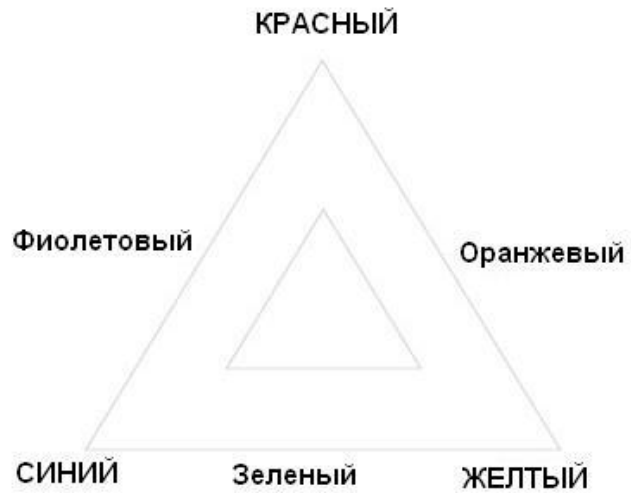 КРАСНЫЙ
Фиолетовый
Оранжевый
СИНИЙ
Зеленый
ЖЕЛТЫЙ